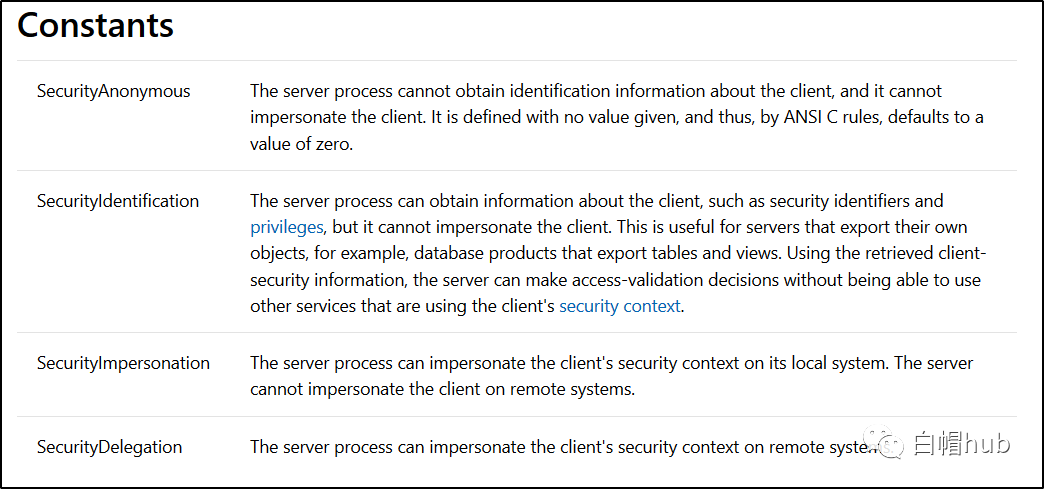 Constants
SecurityAnonymous
The server process cannot obtain identification information about the client, and it cannot
impersonate the client. It is defined with no value given, and thus, by ANSI C rules, defaults to a
value of zero.
SecurityIdentification
The server process can obtain information about the client, such as security identifiers and
privileges, but it cannot impersonate the client. This is useful for servers that export their own
objects, for example, database products that export tables and views. Using the retrieved client-
security information, the server can make access-validation decisions without being able to use
other services that are using the client's security context.
SecurityImpersonation
The server process can impersonate the client's security context on its local system. The server
cannot impersonate the client on remote systems.
SecurityDelegation
The server process can impersonate the client's security context on remote systems.
白帽hub